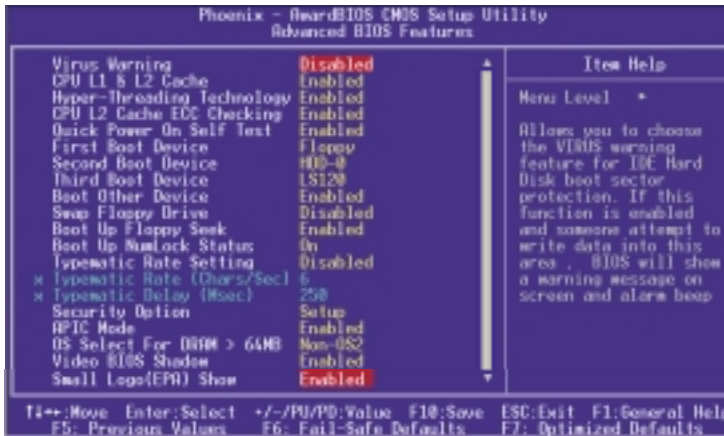 Phoenix - AwardBIOS CMOS Setup Utility
Advanced BIOS Features
Virus Warning Disabled
CPU L1 & L2 Cache Enabled
Hyper-Threading Technology Enabled
CPU L2 Cache ECC Checking Enabled
Quick Power On Self Test Enabled
First Boot Device Floppy
Second Boot Device HDD-0
Third Boot Device LS120
Boot Other Device Enabled
Swap Floppy Drive Disabled
Boot Up Floppy Seek Enabled
Boot Up NumLock Status On
Typematic Rate Setting Disabled
x Typematic Rate (Chars/Sec) 6
x Typematic Delay (Msec) 250
Security Option Setup
APIC Mode Enabled
OS Select For DRAM > 64MB Non-OS2
Video BIOS Shadow Enabled
Small Logo(EPA) Show Enabled
Item Help
Menu Level
Allows you to choose
the VIRUS warning
feature for IDE Hard
Disk boot sector
protection. If this
function is enabled
and someone attempt to
write data into this
area , BIOS will show
a warning message on
screen and alarm beep
↑↓→←:Move Enter:Select +/-/PU/PD:Value F10:Save ESC:Exit F1:General Help
F5: Previous Values F6: Fail-Safe Defaults F7: Optimized Defaults